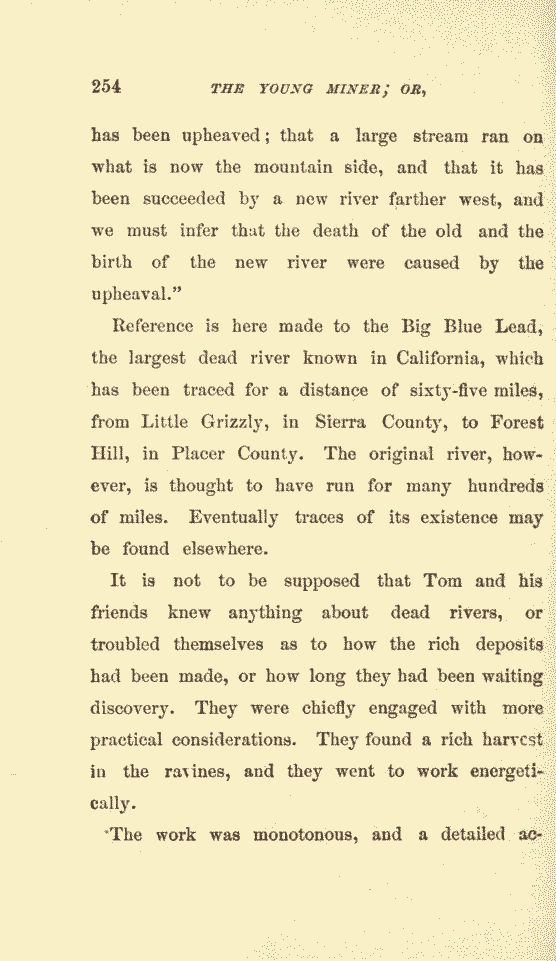 254 THE YOUNG MINER; OR,
has been upheaved; that a large stream ran on
what is now the mountain side, and that it has
been succeeded by a new river farther west, and
we must infer that the death of the old and the
birth of the new river were caused by the
upheaval.”
Reference is here made to the Big Blue Lead,
the largest dead river known in California, which
has been traced for a distance of sixty-five miles,
from Little Grizzly, in Sierra County, to Forest
Hill, in Placer County. The original river, how-
ever, is thought to have run for many hundreds
of miles. Eventually traces of its existence may
be found elsewhere.
It is not to be supposed that Tom and his
friends knew anything about dead rivers, or
troubled themselves as to how the rich deposits
had been made, or how long they had been waiting
discovery. They were chiefly engaged with more
practical considerations. They found a rich harvest
in the ravines, and they went to work energeti-
cally.
The work was monotonous, and a detailed ac-